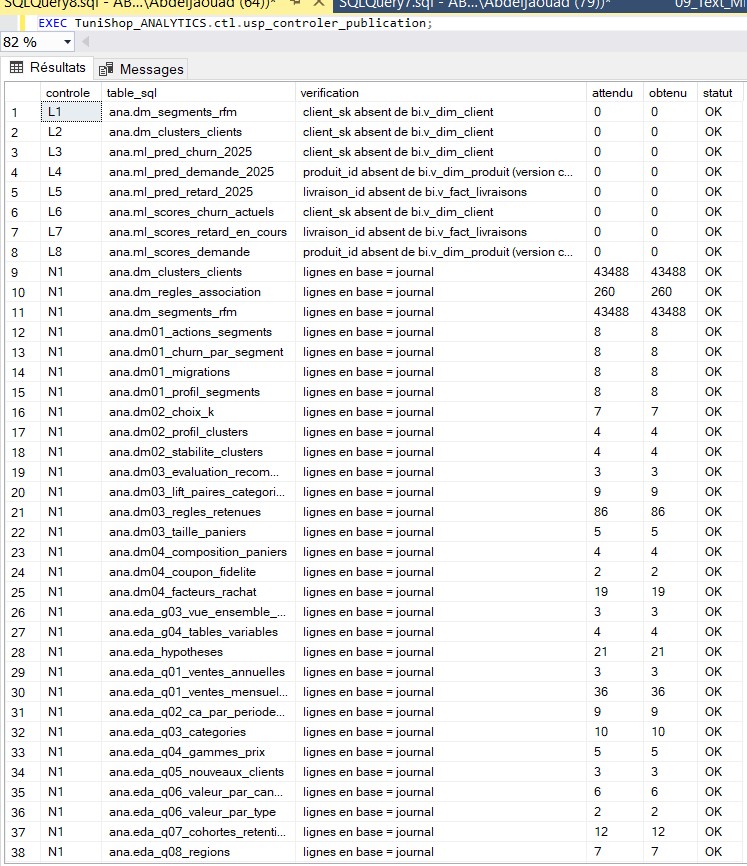 SQLQuery8.sql - AB...\Abdeljaouad (64))* SQLQuery7.sql - AB...\Abdeljaouad (79))* 09_Text_Mi
EXEC TuniShop_ANALYTICS.ctl.usp_controler_publication;
82 %
Résultats Messages
controle table_sql verification attendu obtenu statut
1 L1 ana.dm_segments_rfm client_sk absent de bi.v_dim_client 0 0 OK
2 L2 ana.dm_clusters_clients client_sk absent de bi.v_dim_client 0 0 OK
3 L3 ana.ml_pred_churn_2025 client_sk absent de bi.v_dim_client 0 0 OK
4 L4 ana.ml_pred_demande_2025 produit_id absent de bi.v_dim_produit (version c... 0 0 OK
5 L5 ana.ml_pred_retard_2025 livraison_id absent de bi.v_fact_livraisons 0 0 OK
6 L6 ana.ml_scores_churn_actuels client_sk absent de bi.v_dim_client 0 0 OK
7 L7 ana.ml_scores_retard_en_cours livraison_id absent de bi.v_fact_livraisons 0 0 OK
8 L8 ana.ml_scores_demande produit_id absent de bi.v_dim_produit (version c... 0 0 OK
9 N1 ana.dm_clusters_clients lignes en base = journal 43488 43488 OK
10 N1 ana.dm_regles_association lignes en base = journal 260 260 OK
11 N1 ana.dm_segments_rfm lignes en base = journal 43488 43488 OK
12 N1 ana.dm01_actions_segments lignes en base = journal 8 8 OK
13 N1 ana.dm01_churn_par_segment lignes en base = journal 8 8 OK
14 N1 ana.dm01_migrations lignes en base = journal 8 8 OK
15 N1 ana.dm01_profil_segments lignes en base = journal 8 8 OK
16 N1 ana.dm02_choix_k lignes en base = journal 7 7 OK
17 N1 ana.dm02_profil_clusters lignes en base = journal 4 4 OK
18 N1 ana.dm02_stabilite_clusters lignes en base = journal 4 4 OK
19 N1 ana.dm03_evaluation_recom... lignes en base = journal 3 3 OK
20 N1 ana.dm03_lift_paires_categori... lignes en base = journal 9 9 OK
21 N1 ana.dm03_regles_retenues lignes en base = journal 86 86 OK
22 N1 ana.dm03_taille_paniers lignes en base = journal 5 5 OK
23 N1 ana.dm04_composition_paniers lignes en base = journal 4 4 OK
24 N1 ana.dm04_coupon_fidelite lignes en base = journal 2 2 OK
25 N1 ana.dm04_facteurs_rachat lignes en base = journal 19 19 OK
26 N1 ana.eda_g03_vue_ensemble_... lignes en base = journal 3 3 OK
27 N1 ana.eda_g04_tables_variables lignes en base = journal 4 4 OK
28 N1 ana.eda_hypotheses lignes en base = journal 21 21 OK
29 N1 ana.eda_q01_ventes_annuelles lignes en base = journal 3 3 OK
30 N1 ana.eda_q01_ventes_mensuel... lignes en base = journal 36 36 OK
31 N1 ana.eda_q02_ca_par_periode... lignes en base = journal 9 9 OK
32 N1 ana.eda_q03_categories lignes en base = journal 10 10 OK
33 N1 ana.eda_q04_gammes_prix lignes en base = journal 5 5 OK
34 N1 ana.eda_q05_nouveaux_clients lignes en base = journal 3 3 OK
35 N1 ana.eda_q06_valeur_par_can... lignes en base = journal 6 6 OK
36 N1 ana.eda_q06_valeur_par_type lignes en base = journal 2 2 OK
37 N1 ana.eda_q07_cohortes_retenti... lignes en base = journal 12 12 OK
38 N1 ana.eda_q08_regions lignes en base = journal 7 7 OK